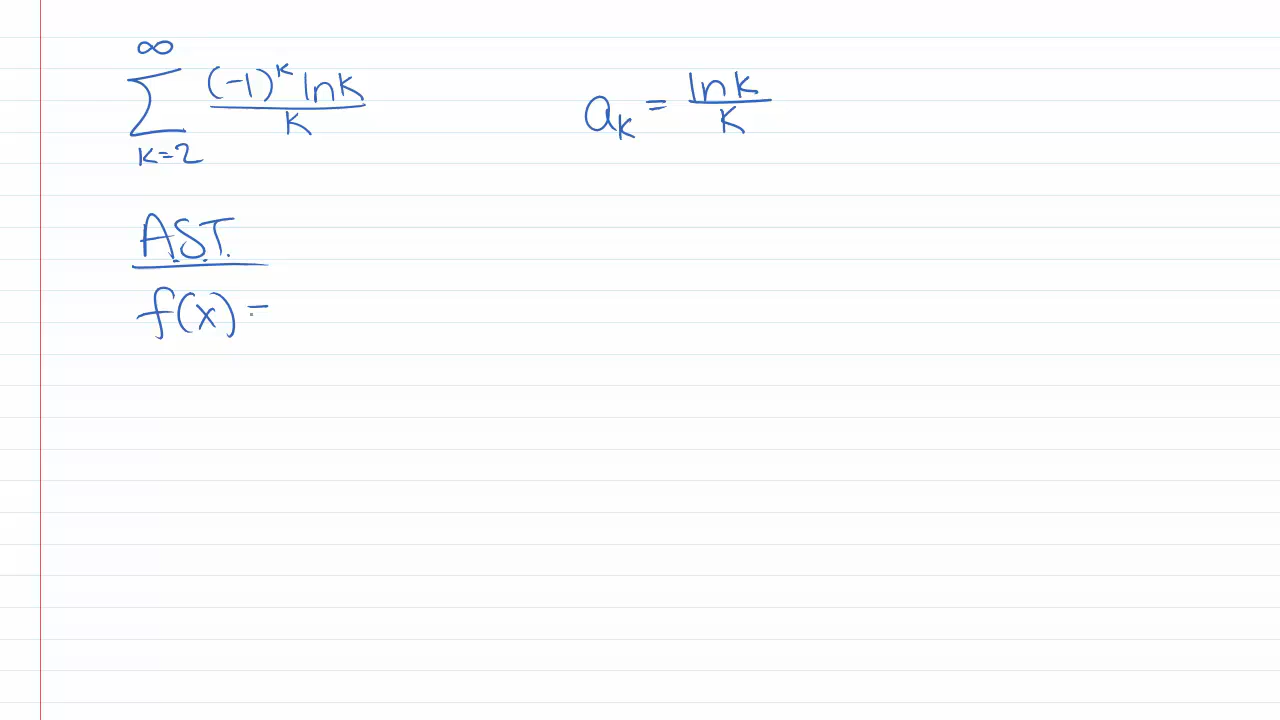 ∞
∑ (-1)^k ln k / k
k=2
a_k = ln k / k
A.S.T.
f(x) =